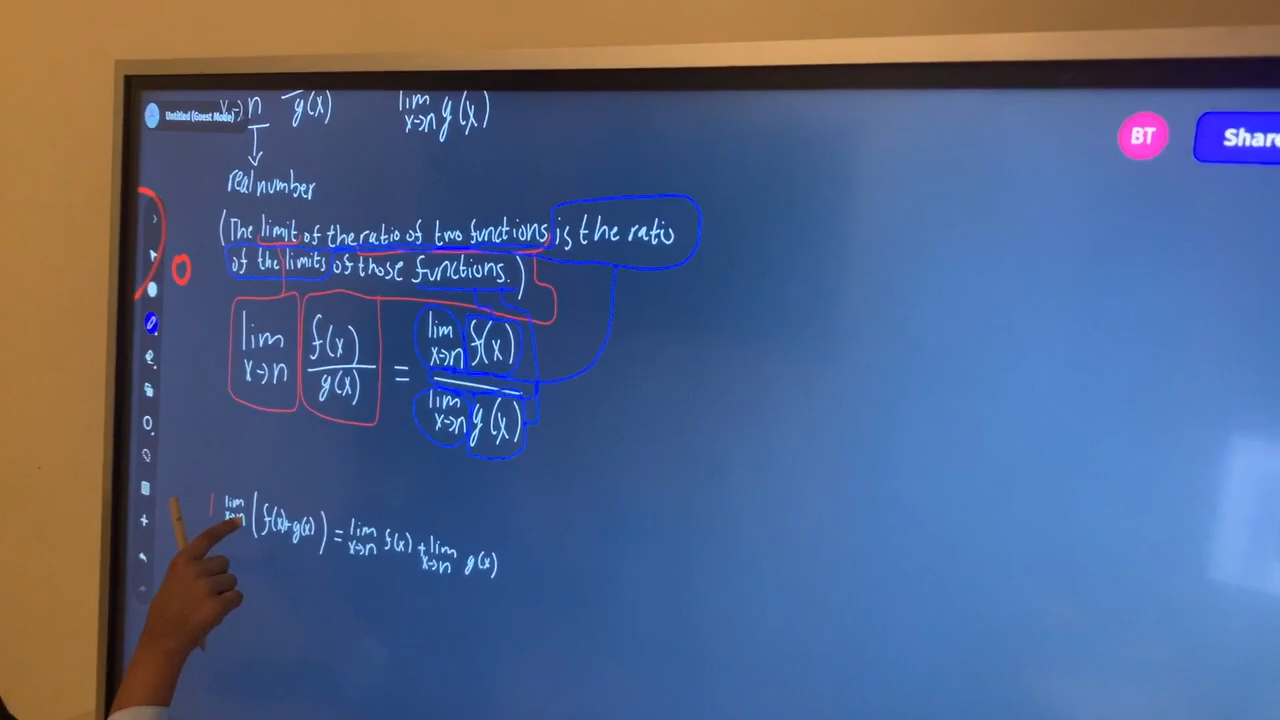 Untitled (Guest Mode)
BT
Share
x→n g(x) lim x→n g(x)
real number
(The limit of the ratio of two functions is the ratio
of the limits of those functions.)
lim x→n f(x)/g(x) = lim x→n f(x) / lim x→n g(x)
lim x→n (f(x)+g(x)) = lim x→n f(x) + lim x→n g(x)